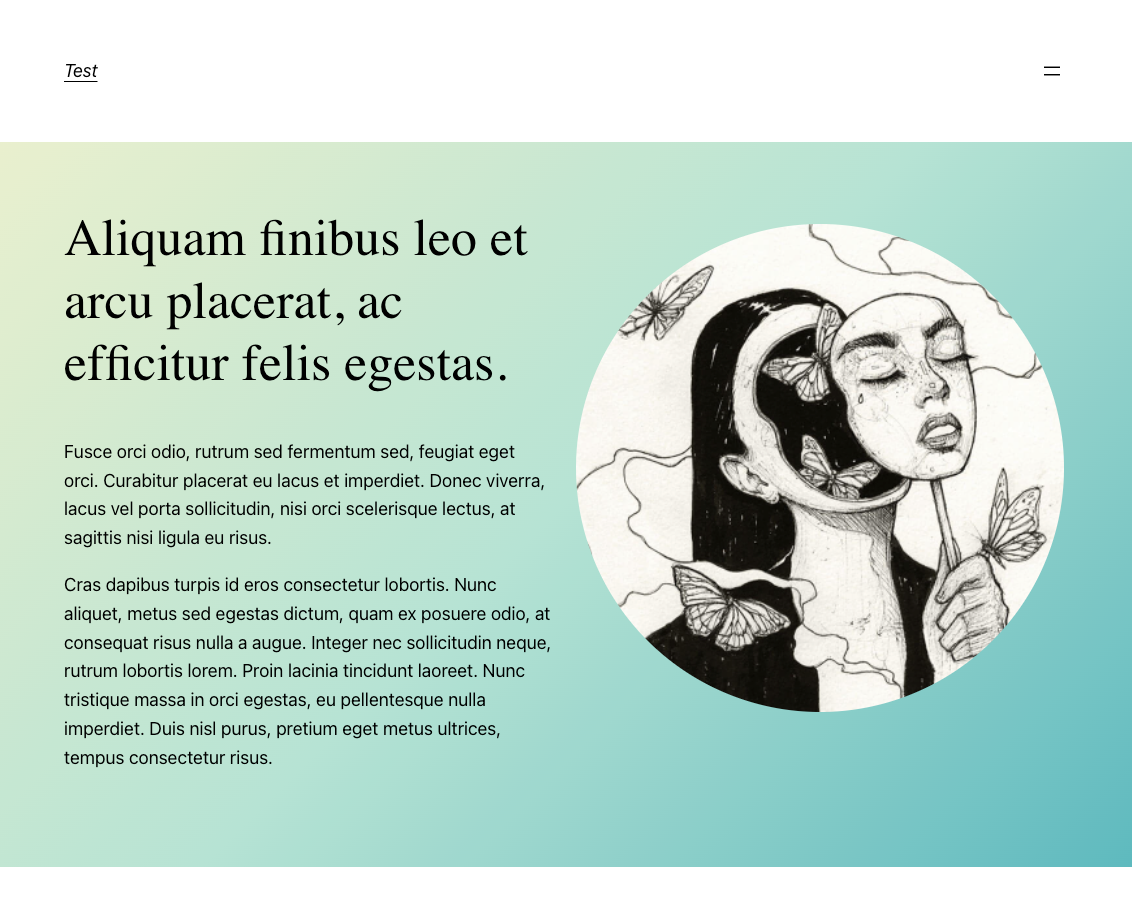 Test
Aliquam finibus leo et
arcu placerat, ac
efficitur felis egestas.
Fusce orci odio, rutrum sed fermentum sed, feugiat eget
orci. Curabitur placerat eu lacus et imperdiet. Donec viverra,
lacus vel porta sollicitudin, nisi orci scelerisque lectus, at
sagittis nisi ligula eu risus.
Cras dapibus turpis id eros consectetur lobortis. Nunc
aliquet, metus sed egestas dictum, quam ex posuere odio, at
consequat risus nulla a augue. Integer nec sollicitudin neque,
rutrum lobortis lorem. Proin lacinia tincidunt laoreet. Nunc
tristique massa in orci egestas, eu pellentesque nulla
imperdiet. Duis nisl purus, pretium eget metus ultrices,
tempus consectetur risus.